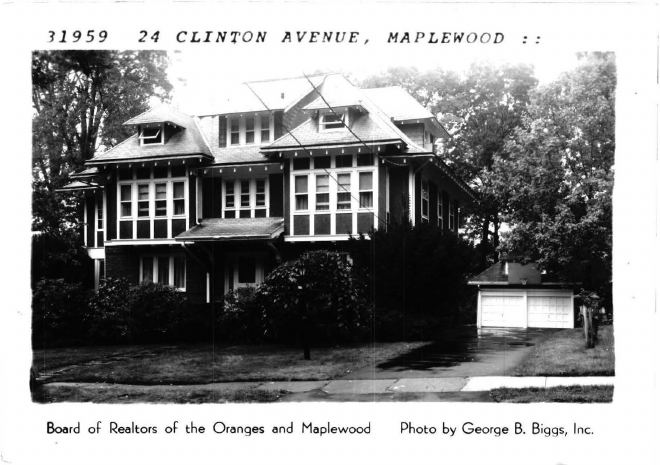 31959 24 CLINTON AVENUE, MAPLEWOOD ::
Board of Realtors of the Oranges and Maplewood Photo by George B. Biggs, Inc.